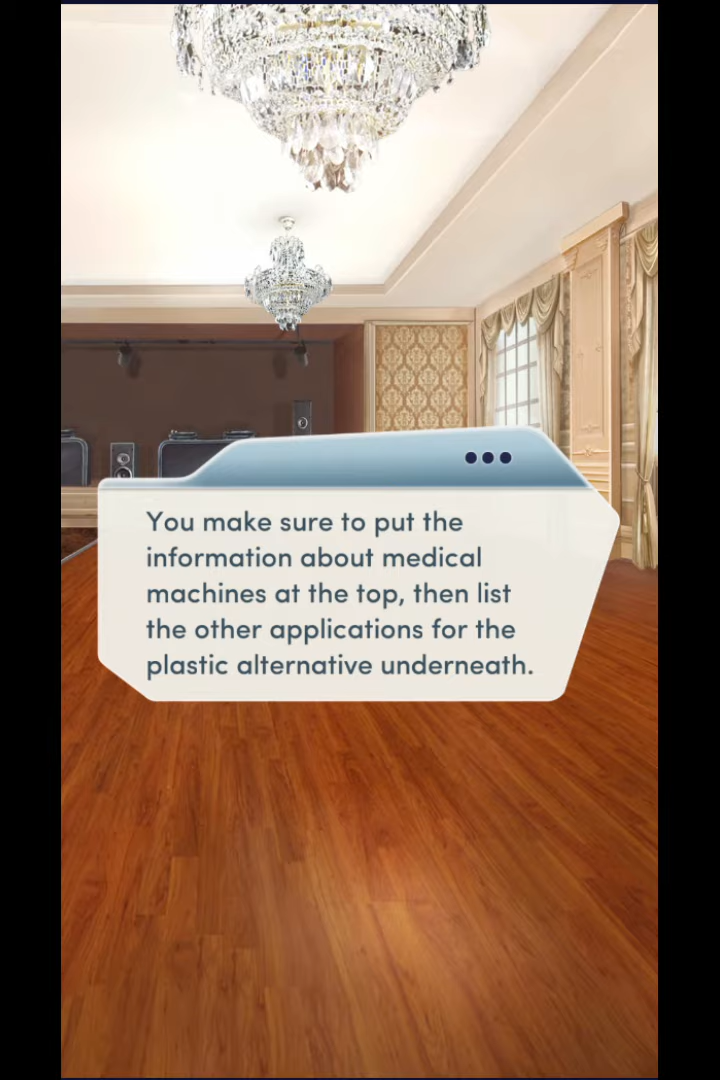 You make sure to put the
information about medical
machines at the top, then list
the other applications for the
plastic alternative underneath.